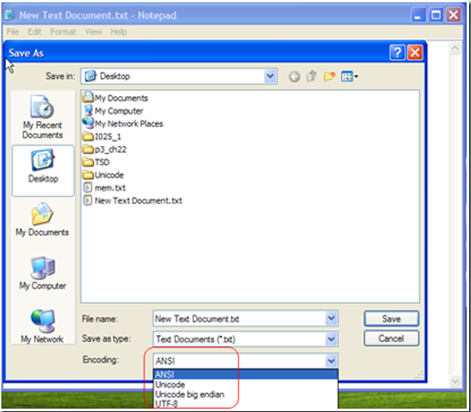 New Text Document.txt - Notepad
File Edit Format View Help
Save As
Save in: Desktop
My Recent
Documents
Desktop
My Documents
My Computer
My Network
My Documents
My Computer
My Network Places
I025_1
p3_ch22
TSD
Unicode
mem.txt
New Text Document.txt
File name: New Text Document.txt Save
Save as type: Text Documents (*.txt) Cancel
Encoding: ANSI
ANSI
Unicode
Unicode big endian
UTF-8